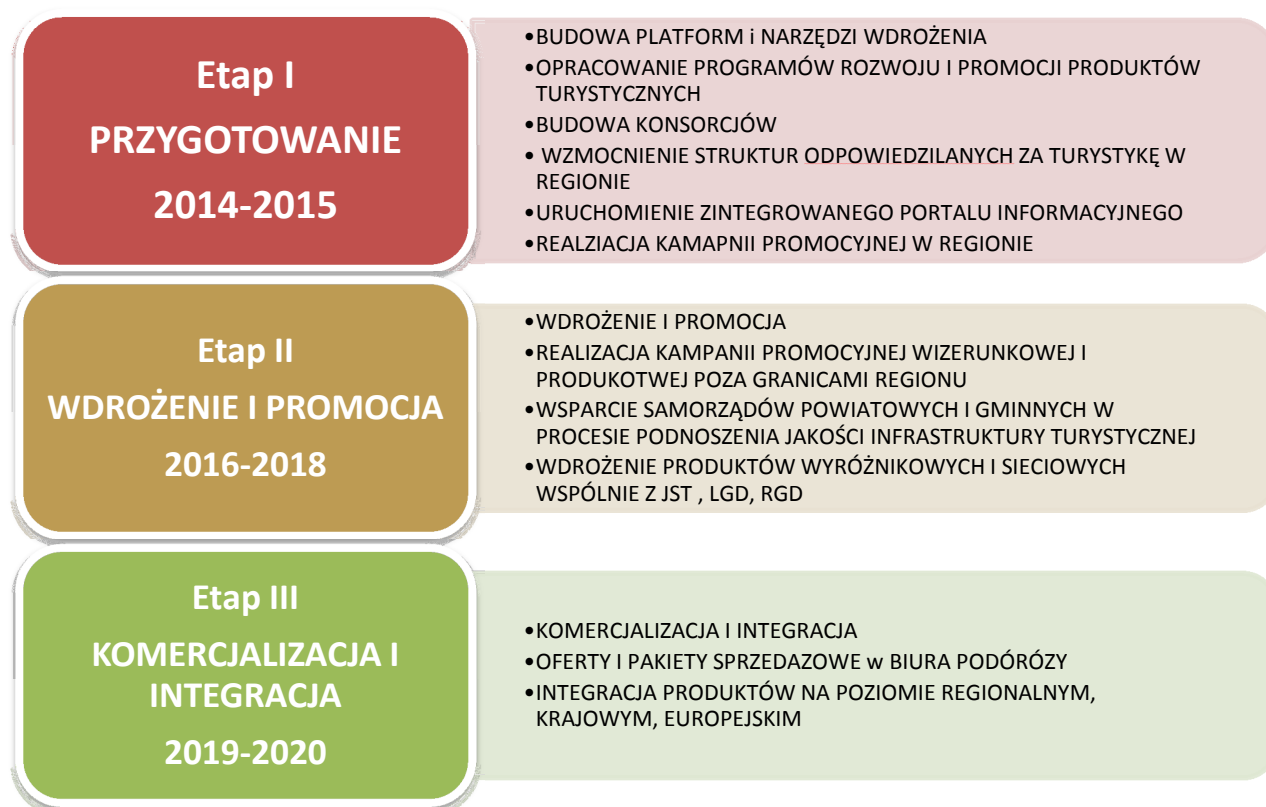 Etap I
PRZYGOTOWANIE
2014-2015
•BUDOWA PLATFORM i NARZĘDZI WDROŻENIA
•OPRACOWANIE PROGRAMÓW ROZWOJU I PROMOCJI PRODUKTÓW
TURYSTYCZNYCH
•BUDOWA KONSORCJÓW
• WZMOCNIENIE STRUKTUR ODPOWIEDZILANYCH ZA TURYSTYKĘ W
REGIONIE
•URUCHOMIENIE ZINTEGROWANEGO PORTALU INFORMACYJNEGO
•REALZIACJA KAMAPNII PROMOCYJNEJ W REGIONIE
Etap II
WDROŻENIE I PROMOCJA
2016-2018
•WDROŻENIE I PROMOCJA
•REALIZACJA KAMPANII PROMOCYJNEJ WIZERUNKOWEJ I
PRODUKOTWEJ POZA GRANICAMI REGIONU
•WSPARCIE SAMORZĄDÓW POWIATOWYCH I GMINNYCH W
PROCESIE PODNOSZENIA JAKOŚCI INFRASTRUKTURY TURYSTYCZNEJ
•WDROŻENIE PRODUKTÓW WYRÓŻNIKOWYCH I SIECIOWYCH
WSPÓLNIE Z JST , LGD, RGD
Etap III
KOMERCJALIZACJA I
INTEGRACJA
2019-2020
•KOMERCJALIZACJA I INTEGRACJA
•OFERTY I PAKIETY SPRZEDAZOWE w BIURA PODÓRÓZY
•INTEGRACJA PRODUKTÓW NA POZIOMIE REGIONALNYM,
KRAJOWYM, EUROPEJSKIM